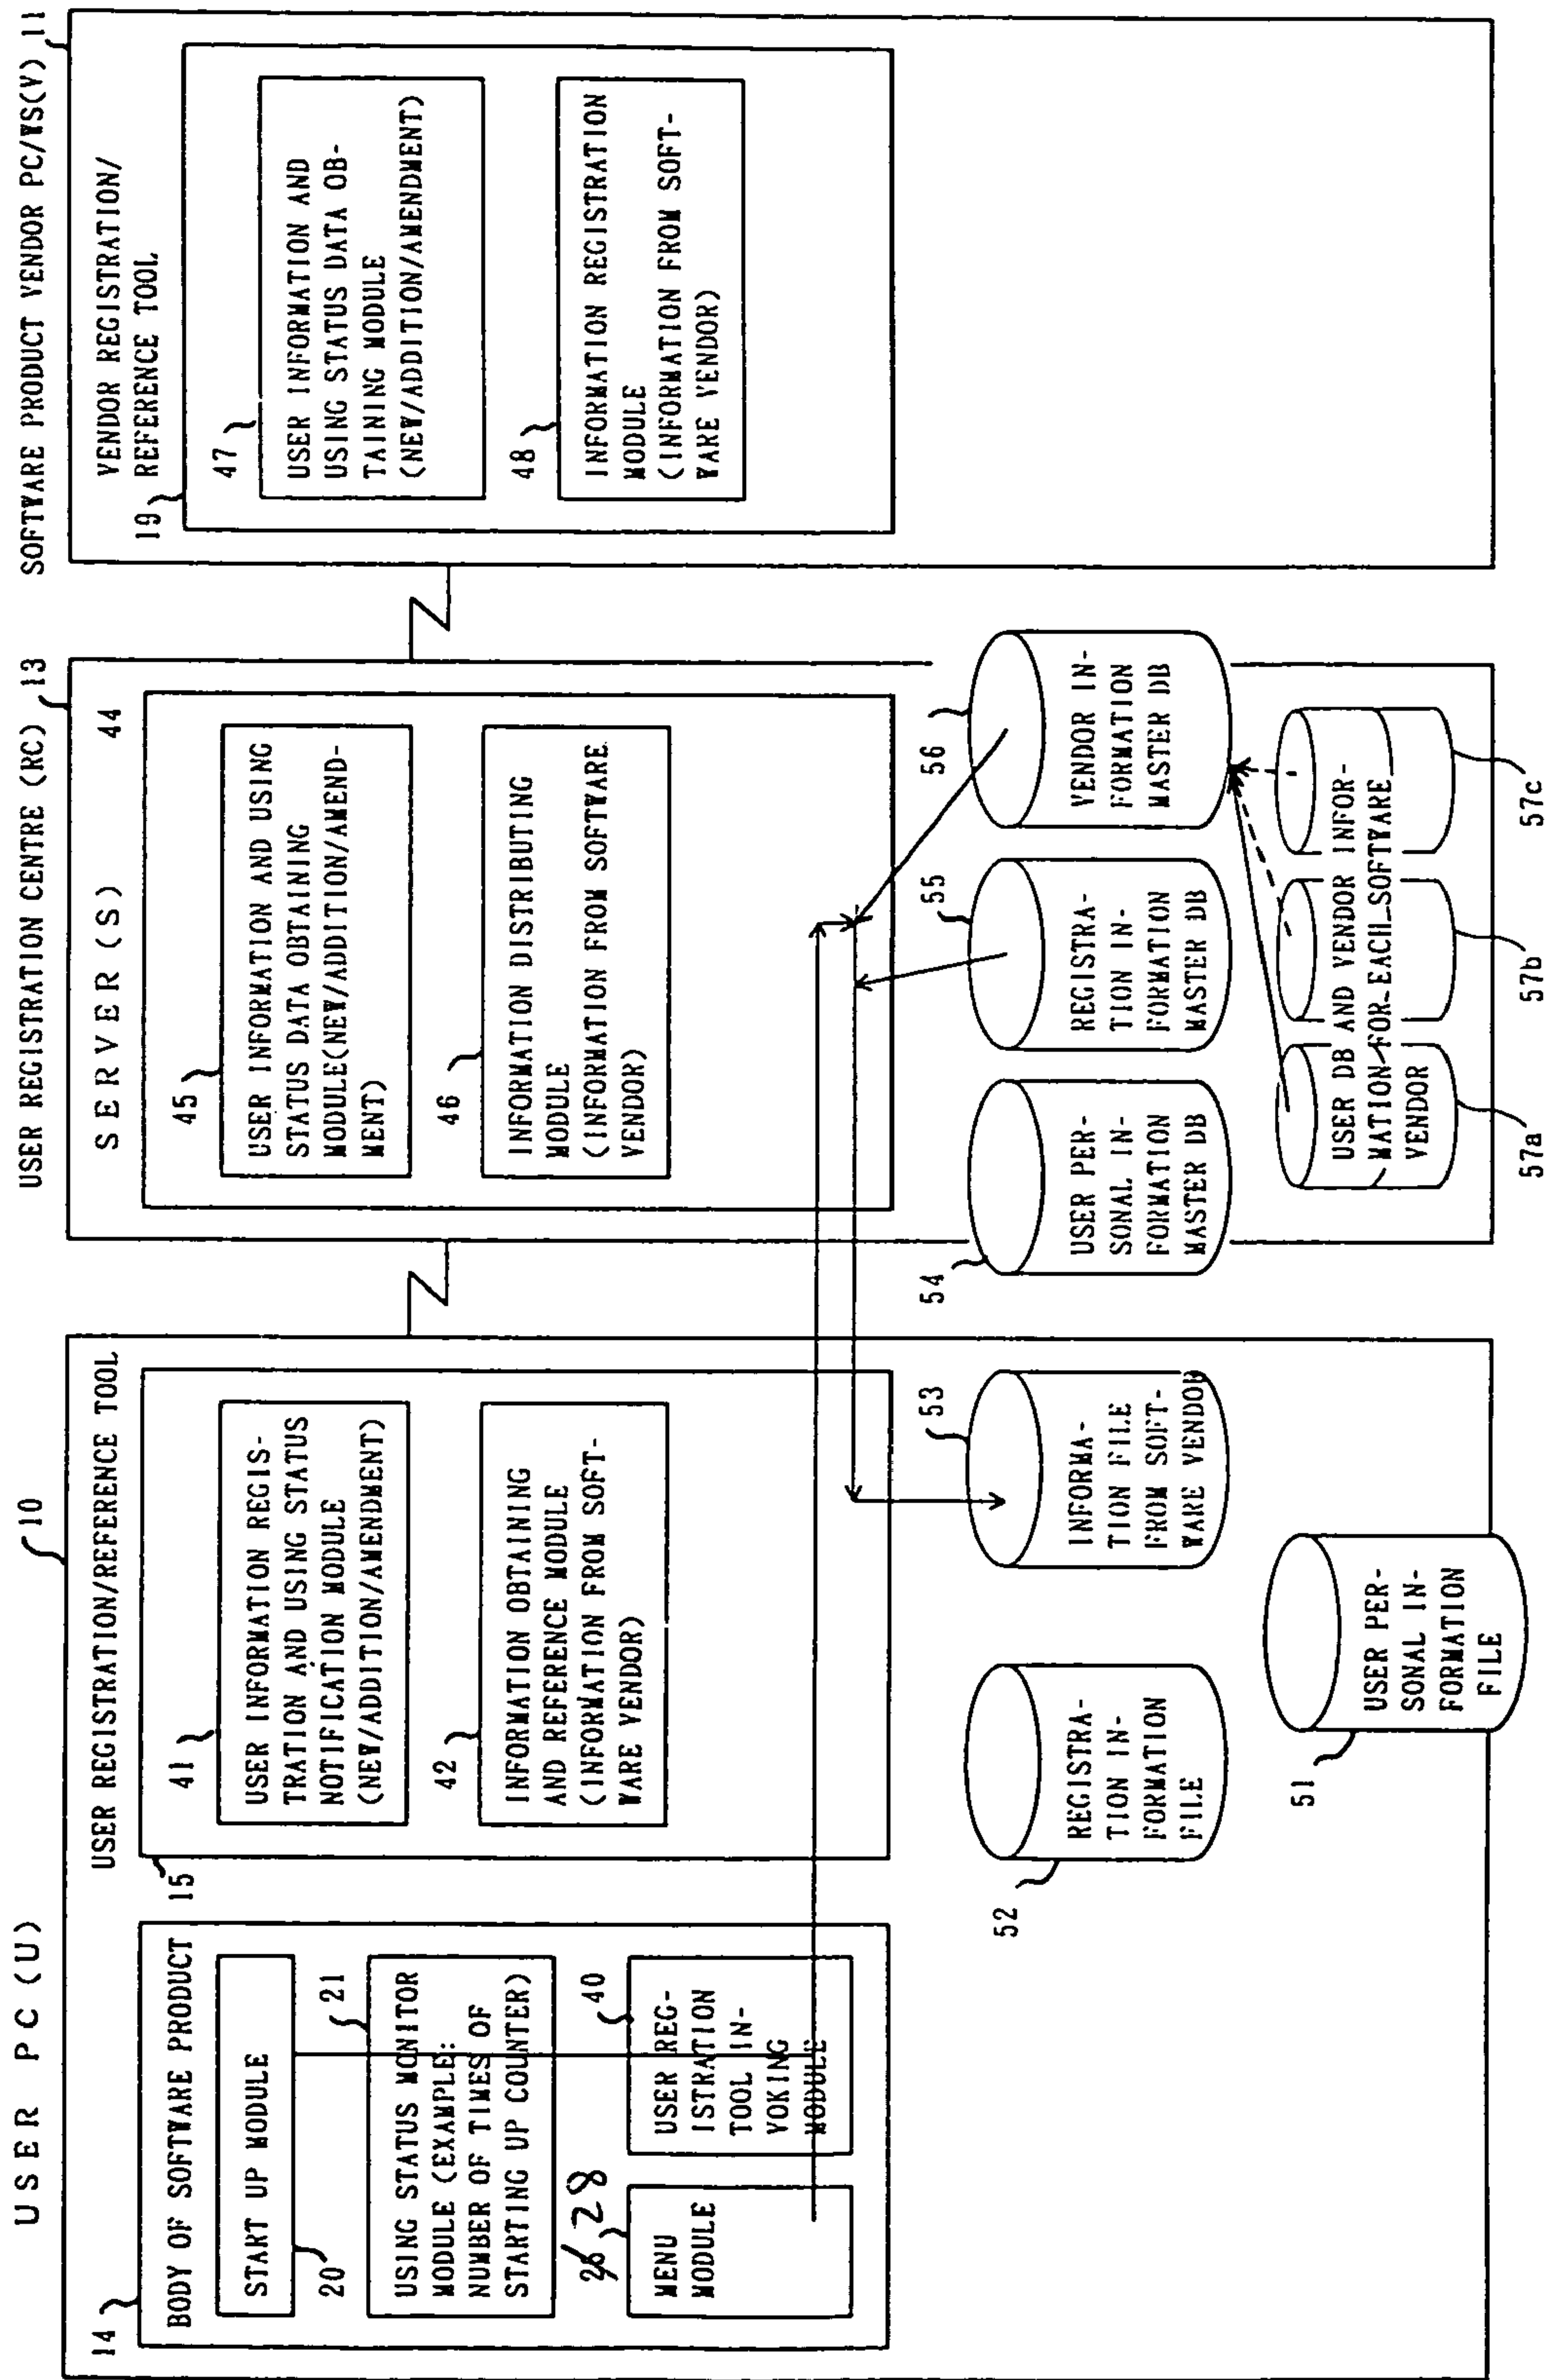 USER PC (U)
10
14
BODY OF SOFTWARE PRODUCT
START UP MODULE
20
21
USING STATUS MONITOR
MODULE (EXAMPLE:
NUMBER OF TIMES OF
STARTING UP COUNTER)
26 28
MENU
MODULE
40
USER REG-
ISTRATION
TOOL IN-
VOKING
MODULE
USER REGISTRATION/REFERENCE TOOL
15
41
USER INFORMATION REGIS-
TRATION AND USING STATUS
NOTIFICATION MODULE
(NEW/ADDITION/AMENDMENT)
42
INFORMATION OBTAINING
AND REFERENCE MODULE
(INFORMATION FROM SOFT-
WARE VENDOR)
52
REGISTRA-
TION IN-
FORMATION
FILE
53
INFORMA-
TION FILE
FROM SOFT-
WARE VENDOR
51
USER PER-
SONAL IN-
FORMATION
FILE
USER REGISTRATION CENTRE (RC) 13
SERVER (S)
44
45
USER INFORMATION AND USING
STATUS DATA OBTAINING
MODULE(NEW/ADDITION/AMEND-
MENT)
46
INFORMATION DISTRIBUTING
MODULE
(INFORMATION FROM SOFTWARE
VENDOR)
54
USER PER-
SONAL IN-
FORMATION
MASTER DB
55
REGISTRA-
TION IN-
FORMATION
MASTER DB
56
VENDOR IN-
FORMATION
MASTER DB
USER DB AND VENDOR INFOR-
MATION FOR EACH SOFTWARE
VENDOR
57a
57b
57c
SOFTWARE PRODUCT VENDOR PC/WS(V) 11
VENDOR REGISTRATION/
REFERENCE TOOL
19
47
USER INFORMATION AND
USING STATUS DATA OB-
TAINING MODULE
(NEW/ADDITION/AMENDMENT)
48
INFORMATION REGISTRATION
MODULE
(INFORMATION FROM SOFT-
WARE VENDOR)